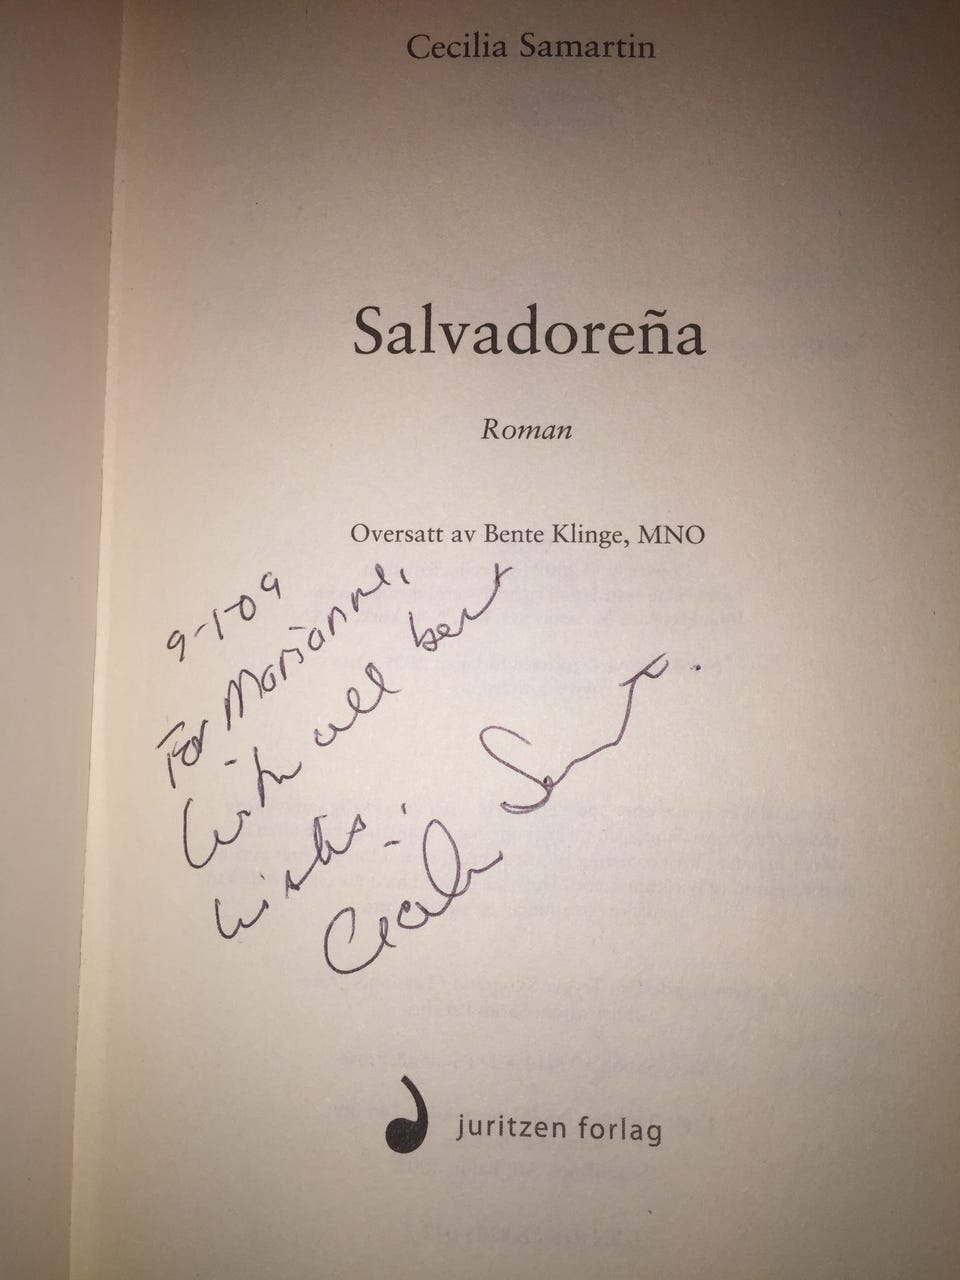 Cecilia Samartin
Salvadoreña
Roman
Oversatt av Bente Klinge, MNO
9-1-09
For Marianne,
With all best
wishes,
Cecilia Samartin
juritzen forlag